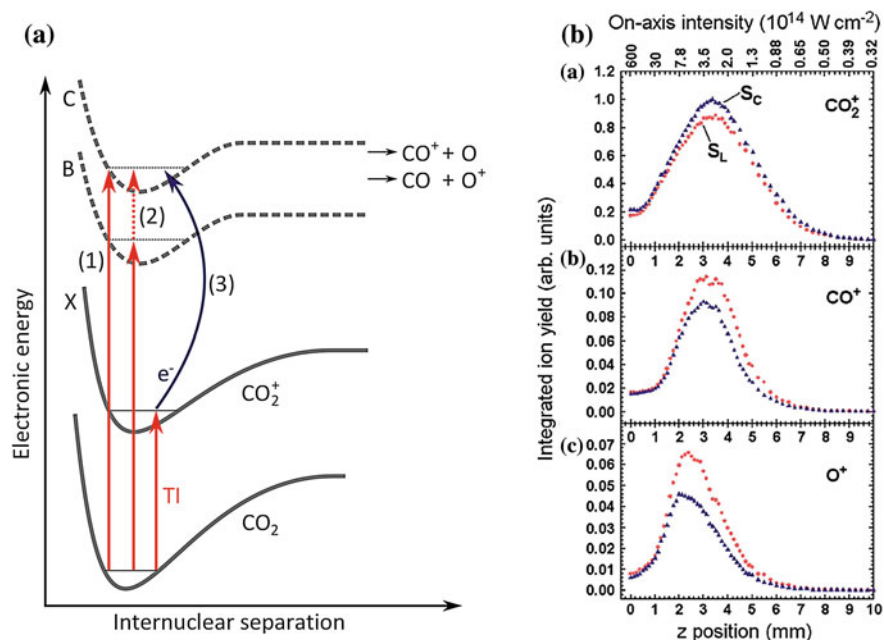 (a)
Electronic energy
C
B
X
(1)
(2)
(3)
e-
TI
CO₂⁺
CO₂
→ CO⁺ + O
→ CO + O⁺
Internuclear separation
(b)
On-axis intensity (10¹⁴ W cm⁻²)
600 30 7.8 3.5 2.0 1.3 0.88 0.65 0.50 0.39 0.32
Integrated ion yield (arb. units)
(a)
1.2
1.0
0.8
0.6
0.4
0.2
0.0
S_C
S_L
CO₂⁺
0 1 2 3 4 5 6 7 8 9 10
(b)
0.12
0.10
0.08
0.06
0.04
0.02
0.00
CO⁺
0 1 2 3 4 5 6 7 8 9 10
(c)
0.07
0.06
0.05
0.04
0.03
0.02
0.01
0.00
O⁺
0 1 2 3 4 5 6 7 8 9 10
z position (mm)